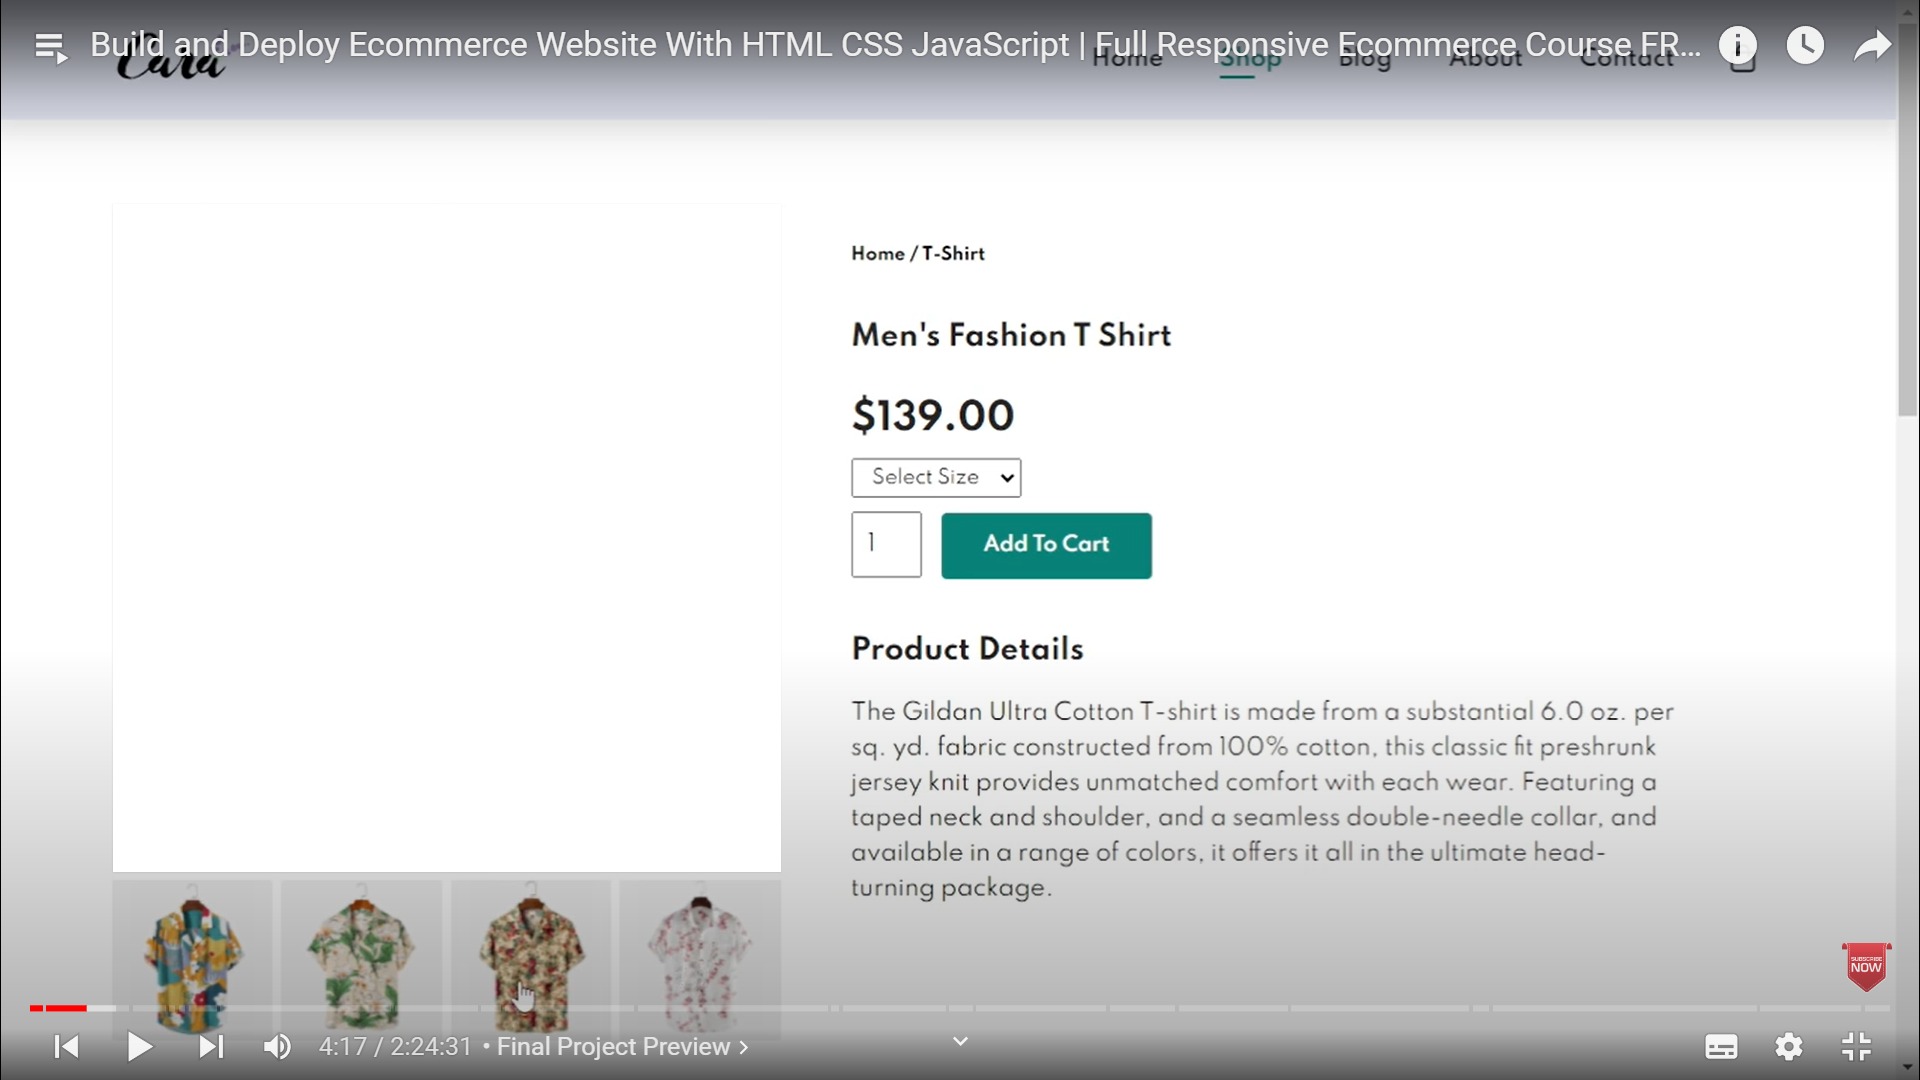 Build and Deploy Ecommerce Website With HTML CSS JavaScript | Full Responsive Ecommerce Course FR...
Cara
Home Shop Blog About Contact
Home / T-Shirt
Men's Fashion T Shirt
$139.00
Select Size
1
Add To Cart
Product Details
The Gildan Ultra Cotton T-shirt is made from a substantial 6.0 oz. per
sq. yd. fabric constructed from 100% cotton, this classic fit preshrunk
jersey knit provides unmatched comfort with each wear. Featuring a
taped neck and shoulder, and a seamless double-needle collar, and
available in a range of colors, it offers it all in the ultimate head-
turning package.
SUBSCRIBE
NOW
4:17 / 2:24:31 • Final Project Preview